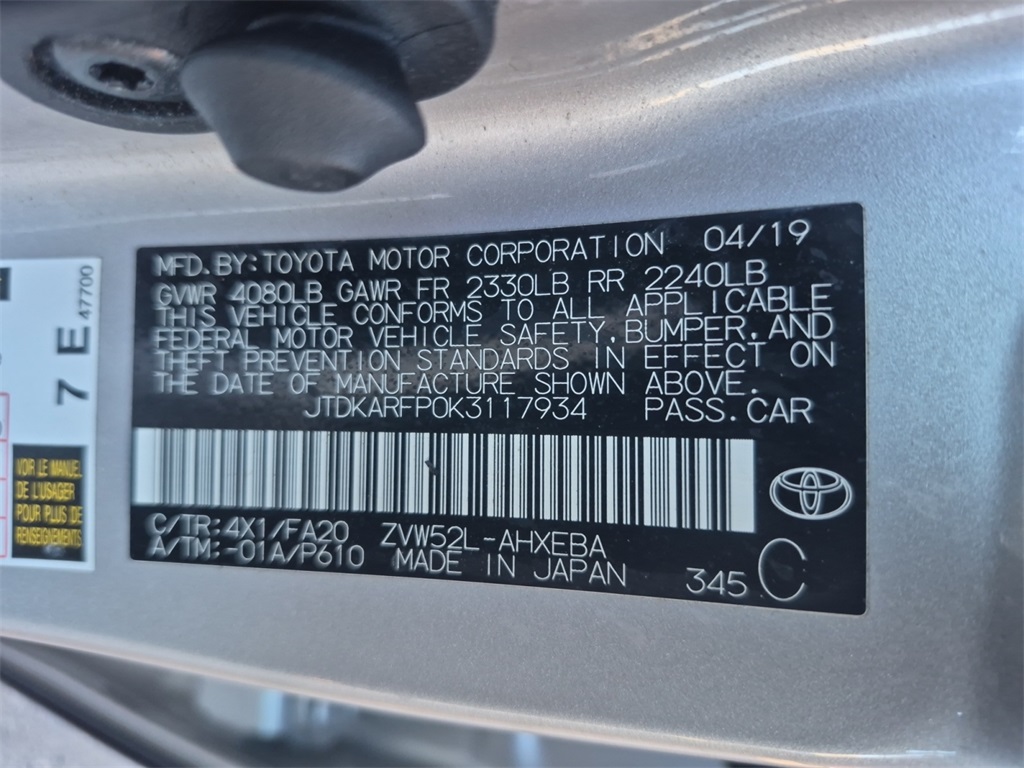 MFD.BY:TOYOTA MOTOR CORPORATION 04/19
GVWR 4080LB GAWR FR 2330LB RR 2240LB
THIS VEHICLE CONFORMS TO ALL APPLICABLE
FEDERAL MOTOR VEHICLE SAFETY,BUMPER,AND
THEFT PREVENTION STANDARDS IN EFFECT ON
THE DATE OF MANUFACTURE SHOWN ABOVE.
JTDKARFP0K3117934 PASS.CAR
C/TR:4X1/FA20 ZVW52L-AHXEBA
A/TM:-01A/P610 MADE IN JAPAN 345 C
7 E 47700
VOIR LE MANUEL
DE L'USAGER
POUR PLUS DE
RENSEIGNEMENTS